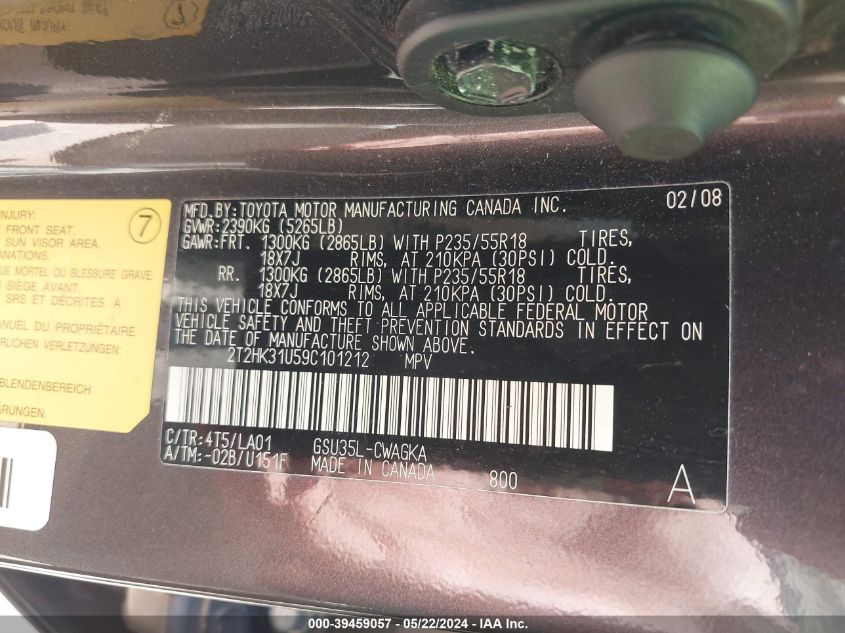 INJURY:
FRONT SEAT.
SUN VISOR AREA.
ANATIONS.
QUE MORTEL OU BLESSURE GRAVE:
SIÈGE AVANT.
SRS ET DÉCRITES À
ANUEL DU PROPRIÉTAIRE.
RLICHER VERLETZUNGEN.
BLENDENBEREICH
ÄRUNGEN.
7
MFD.BY:TOYOTA MOTOR MANUFACTURING CANADA INC. 02/08
GVWR:2390KG (5265LB)
GAWR:FRT. 1300KG (2865LB) WITH P235/55R18 TIRES,
18X7J RIMS, AT 210KPA (30PSI) COLD.
RR. 1300KG (2865LB) WITH P235/55R18 TIRES,
18X7J RIMS, AT 210KPA (30PSI) COLD.
THIS VEHICLE CONFORMS TO ALL APPLICABLE FEDERAL MOTOR
VEHICLE SAFETY AND THEFT PREVENTION STANDARDS IN EFFECT ON
THE DATE OF MANUFACTURE SHOWN ABOVE.
2T2HK31U59C101212 MPV
C/TR:4T5/LA01 GSU35L-CWAGKA
A/TM:-02B/U151F MADE IN CANADA 800
A
000-39459057 - 05/22/2024 - IAA Inc.